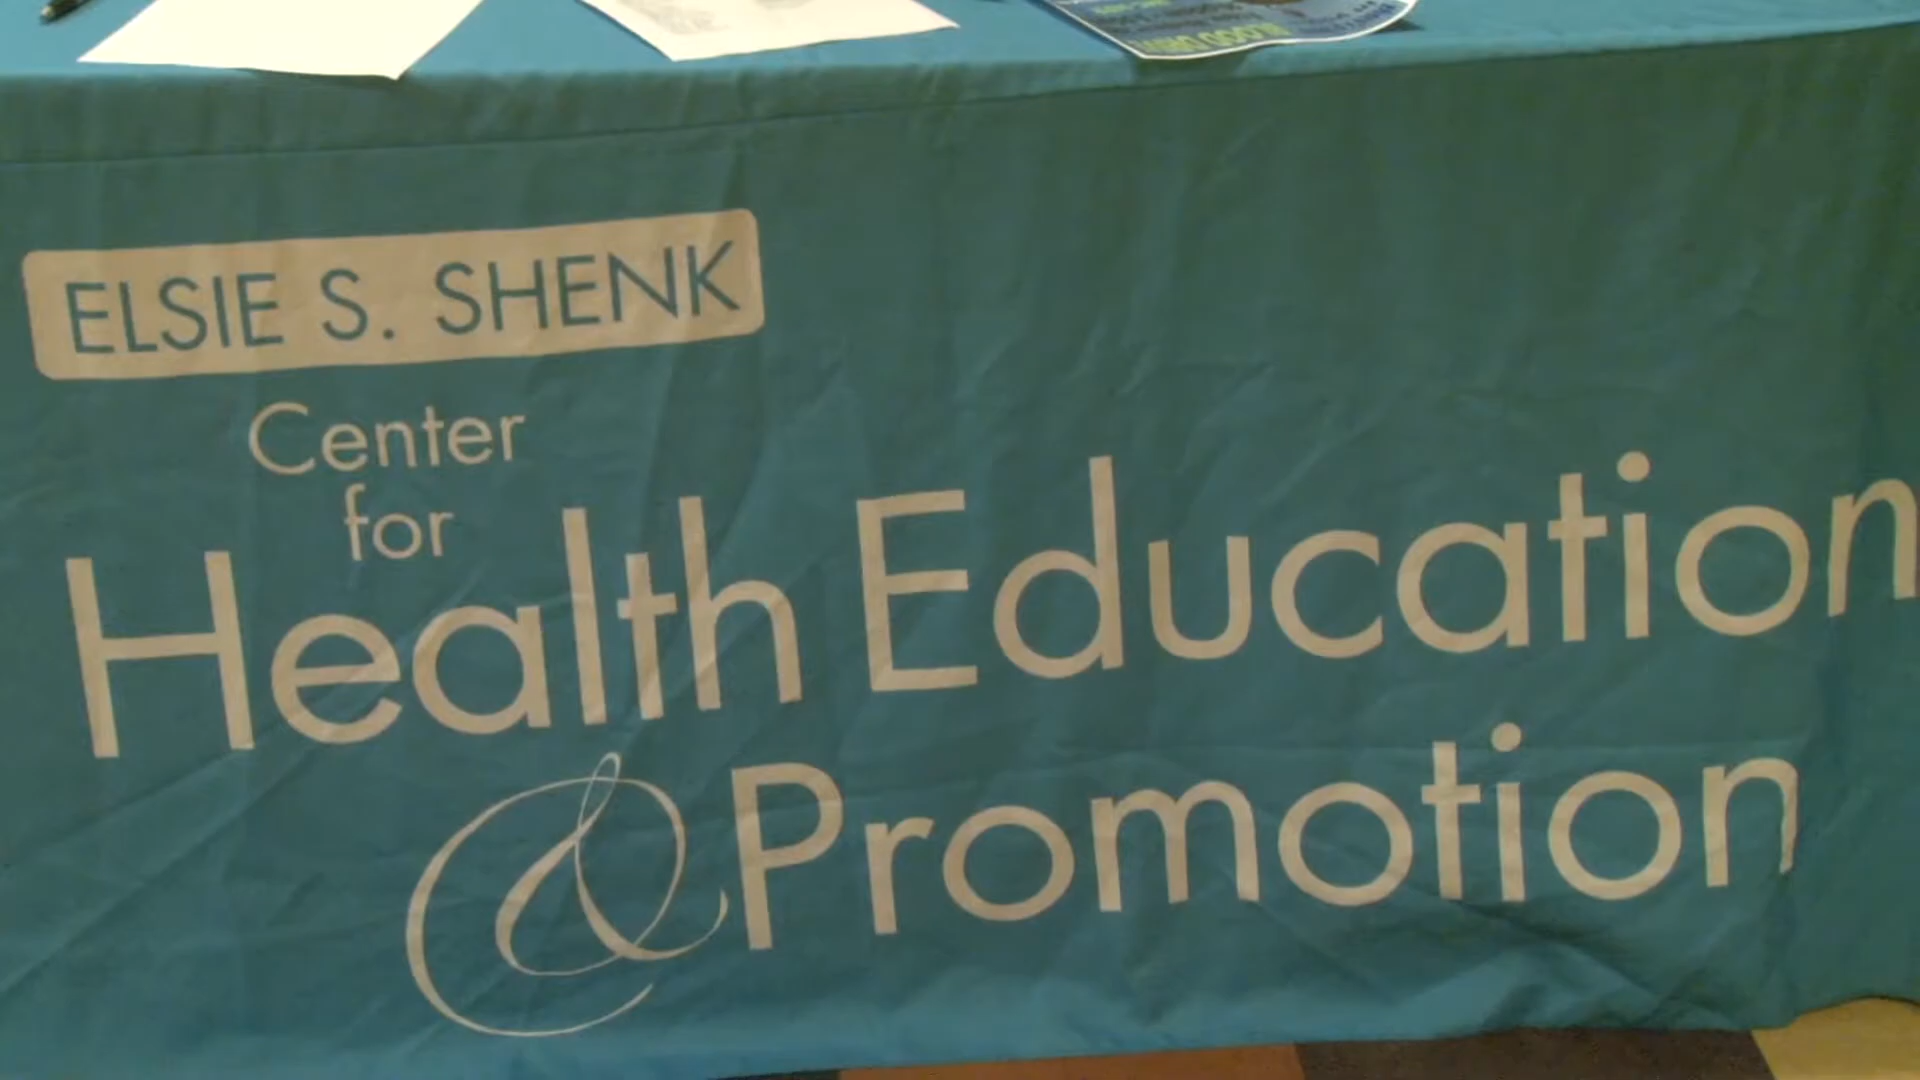 ELSIE S. SHENK
Center
for
Health Education
& Promotion